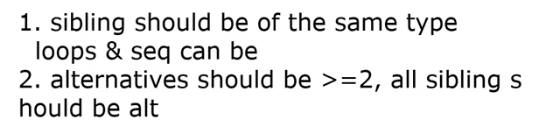 1. sibling should be of the same type
loops & seq can be
2. alternatives should be >=2, all sibling s
hould be alt